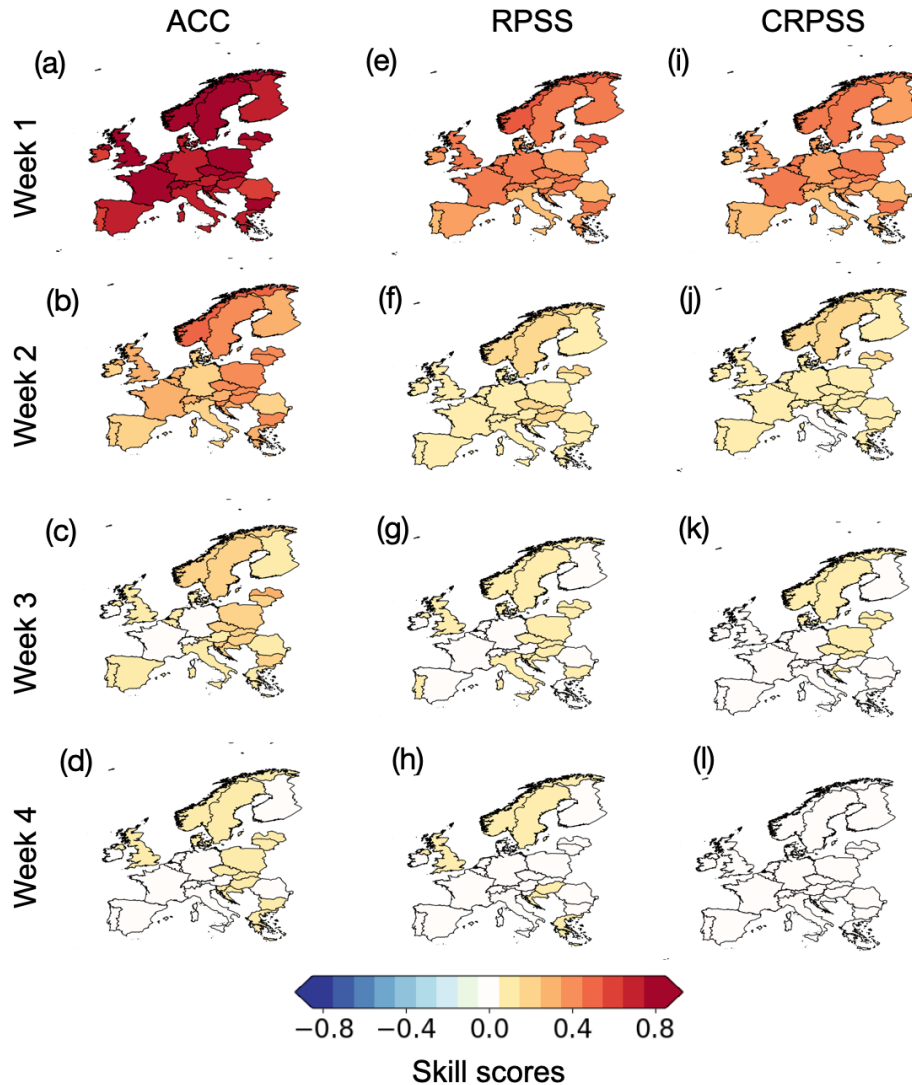 ACC RPSS CRPSS
(a) (e) (i)
Week 1
(b) (f) (j)
Week 2
(c) (g) (k)
Week 3
(d) (h) (l)
Week 4
−0.8 −0.4 0.0 0.4 0.8
Skill scores